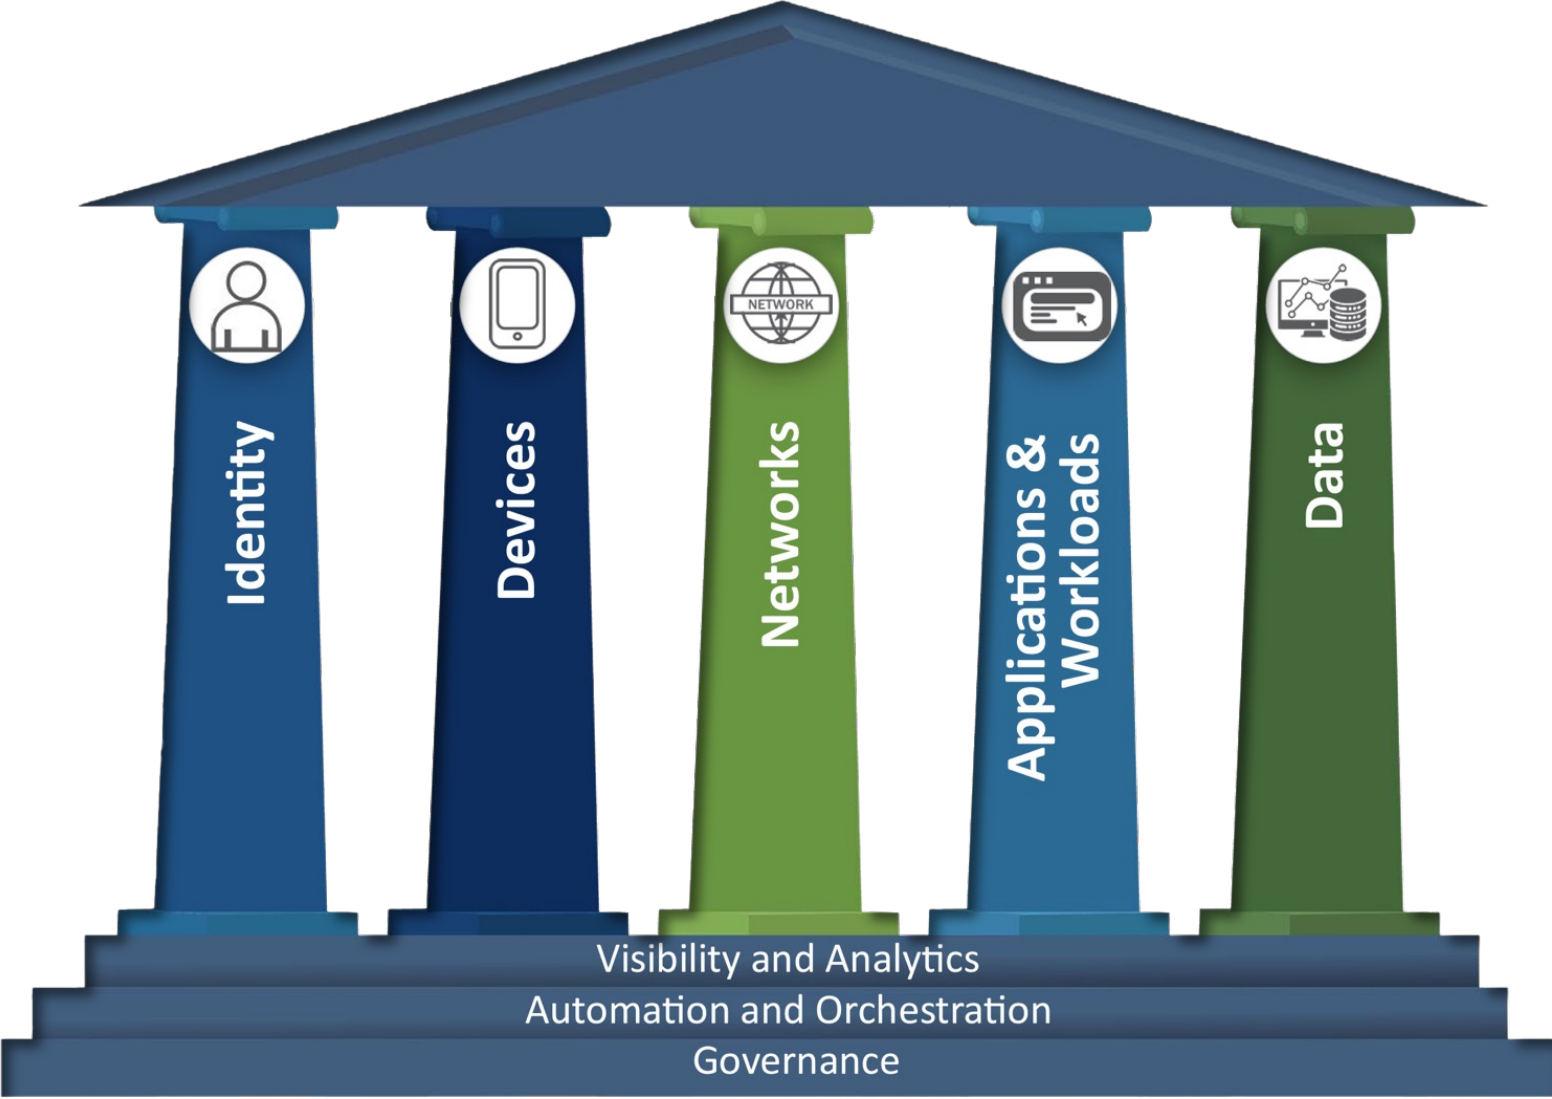 NETWORK
Identity
Devices
Networks
Applications &
Workloads
Data
Visibility and Analytics
Automation and Orchestration
Governance